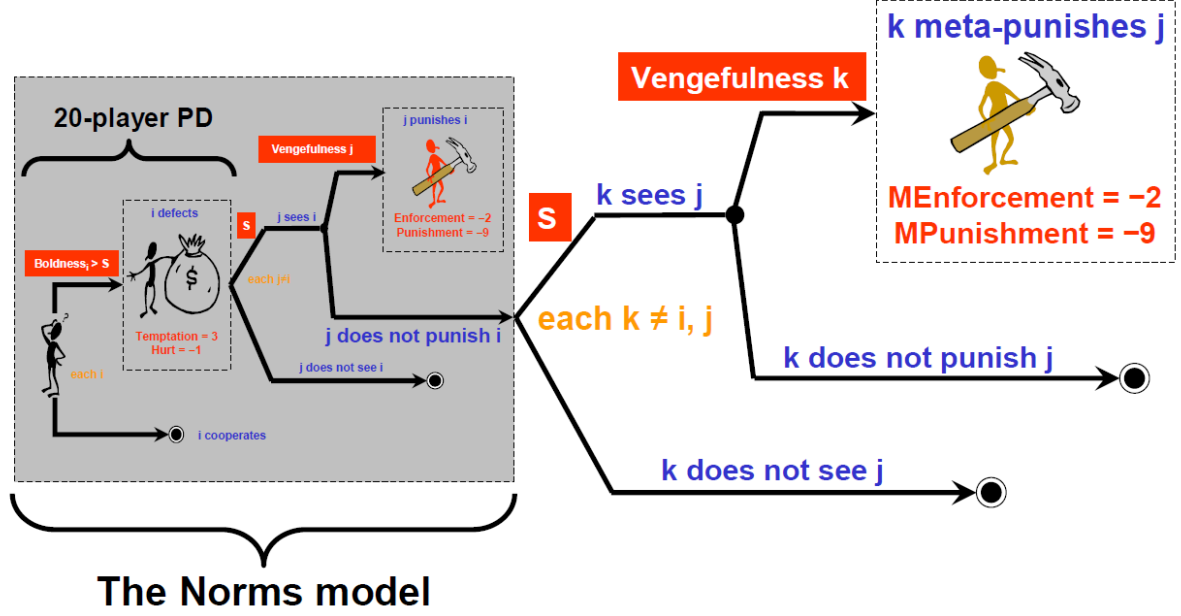 20-player PD
each i
Boldnessᵢ > S
i cooperates
i defects
$
Temptation = 3
Hurt = −1
S
each j≠i
j sees i
Vengefulness j
j punishes i
Enforcement = −2
Punishment = −9
j does not punish i
j does not see i
The Norms model
S
each k ≠ i, j
k sees j
Vengefulness k
k meta-punishes j
MEnforcement = −2
MPunishment = −9
k does not punish j
k does not see j